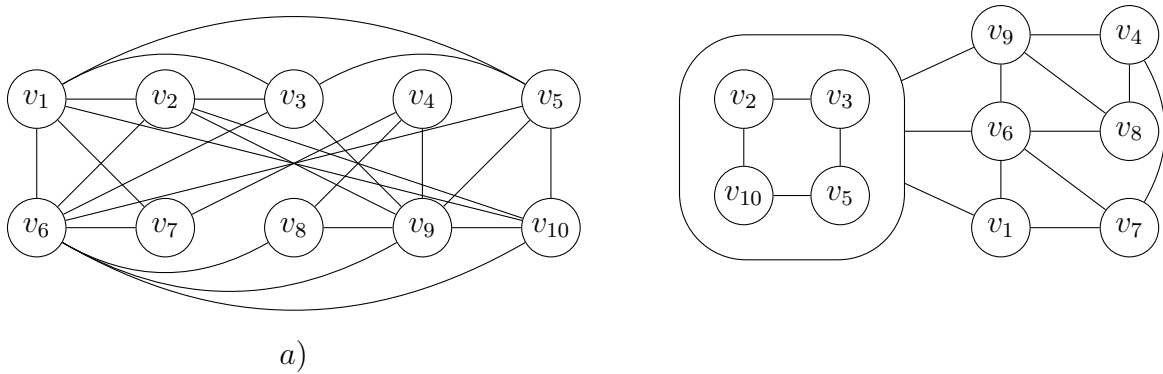 v₉ v₄
v₁ v₂ v₃ v₄ v₅ v₂ v₃
v₆ v₈
v₁₀ v₅
v₆ v₇ v₈ v₉ v₁₀ v₁ v₇
a)